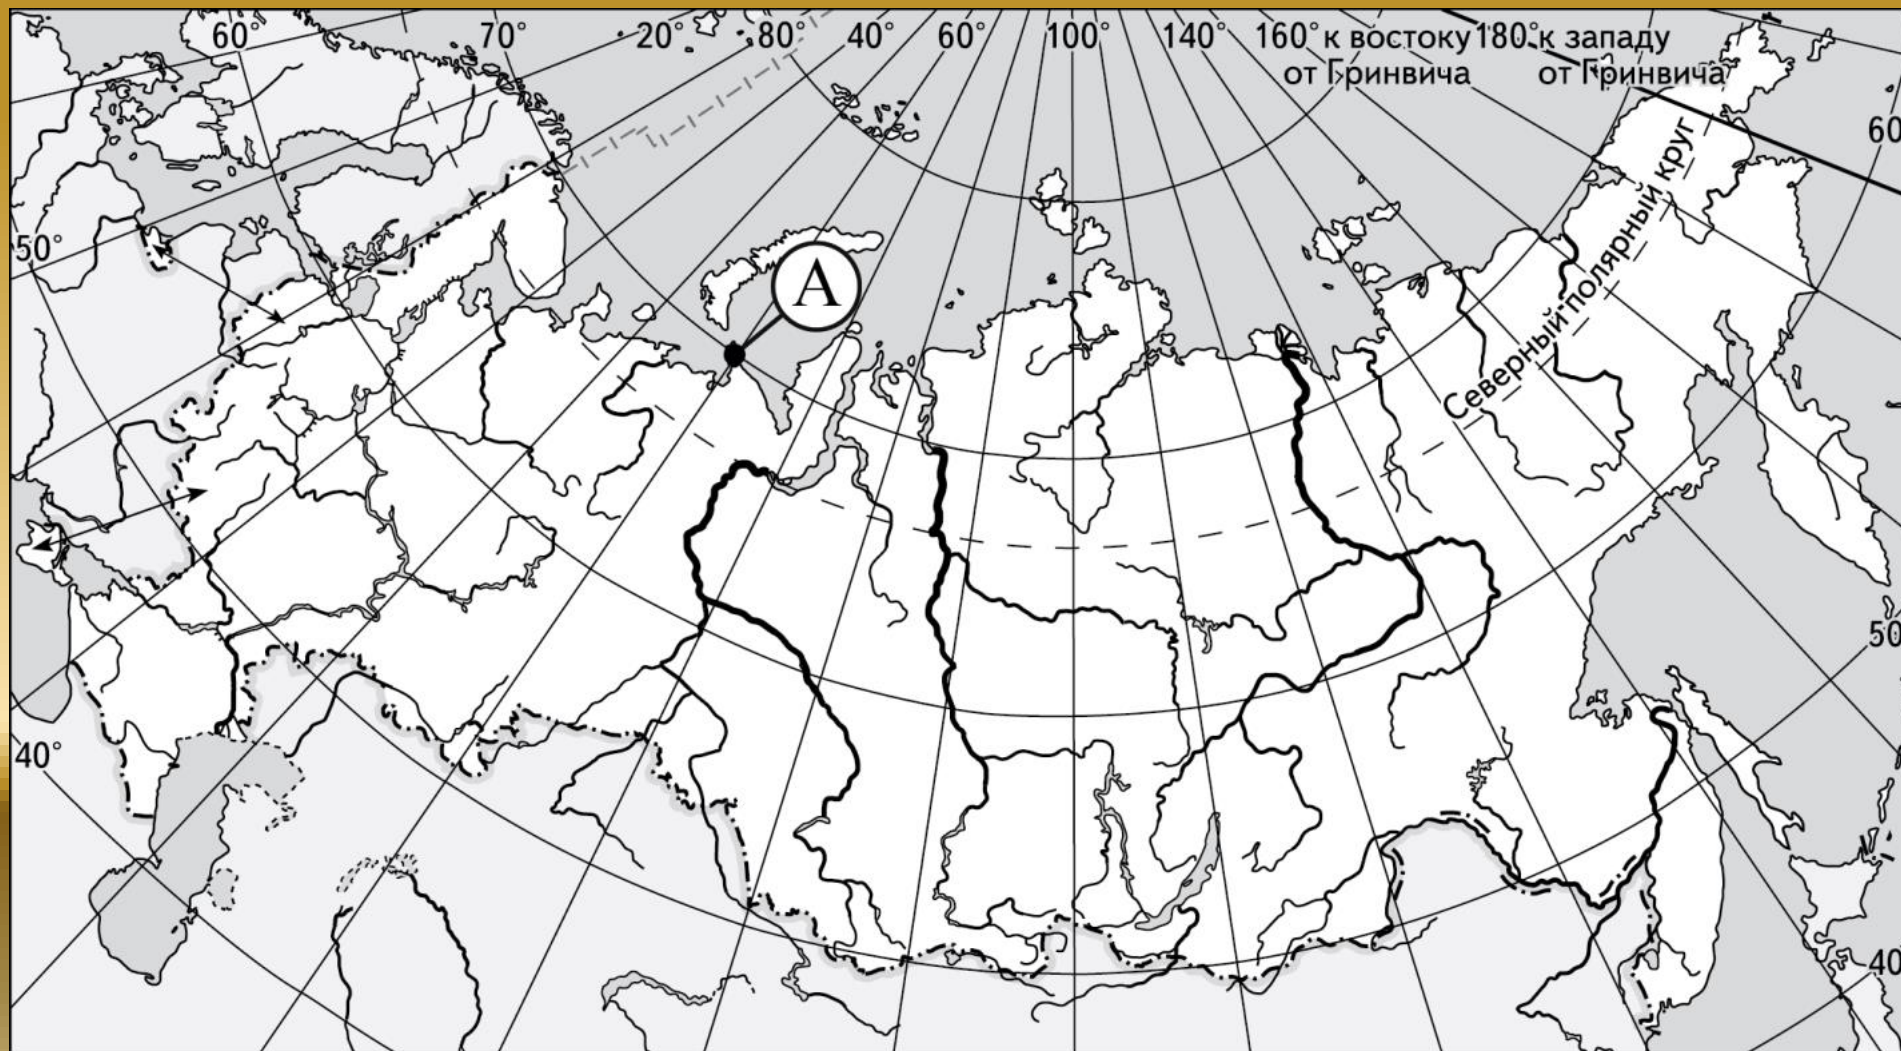 60° 70° 20° 80° 40° 60° 100° 140° 160° к востоку 180° к западу
от Гринвича от Гринвича
60
50°
А
Северный полярный круг
50
40°
40